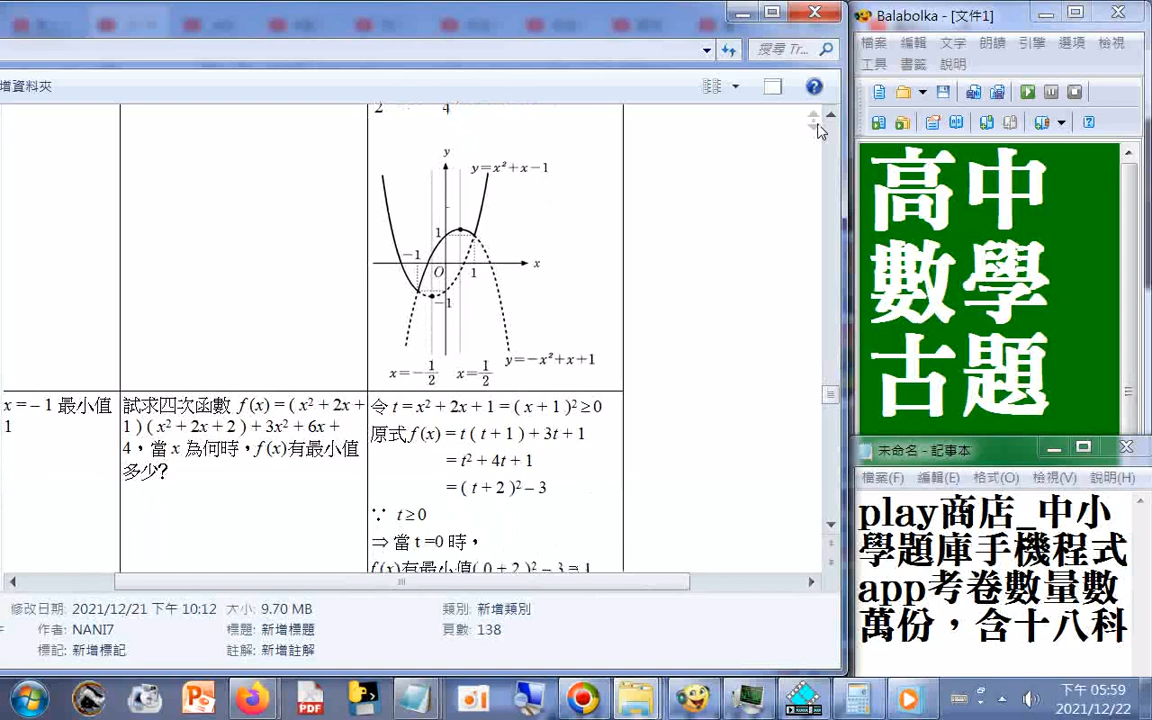 搜尋 Tr...
增資料夾
2 4
y
y=x²+x−1
1
−1
x
O
1
−1
y=−x²+x+1
x=−1/2 x=1/2
x = – 1 最小值
1
試求四次函數 f(x) = ( x² + 2x +
1 ) ( x² + 2x + 2 ) + 3x² + 6x +
4，當 x 為何時，f (x)有最小值
多少?
令 t = x² + 2x + 1 = ( x + 1 )² ≥ 0
原式 f (x) = t ( t + 1 ) + 3t + 1
= t² + 4t + 1
= ( t + 2 )² – 3
∵ t ≥ 0
⇒ 當 t =0 時，
f (x)有最小值( 0 + 2 )² – 3 = 1
修改日期: 2021/12/21 下午 10:12 大小: 9.70 MB 類別: 新增類別
作者: NANI7 標題: 新增標題 頁數: 138
標記: 新增標記 註解: 新增註解
Balabolka - [文件1]
檔案 編輯 文字 朗讀 引擎 選項 檢視
工具 書籤 說明
高中
數學
古題
未命名 - 記事本
檔案(F) 編輯(E) 格式(O) 檢視(V) 說明(H)
play商店_中小
學題庫手機程式
app考卷數量數
萬份，含十八科
下午 05:59
2021/12/22